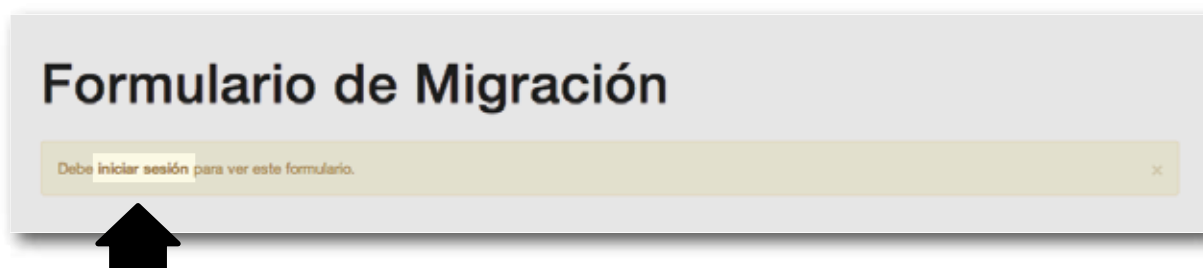 Formulario de Migración
Debe iniciar sesión para ver este formulario. ×